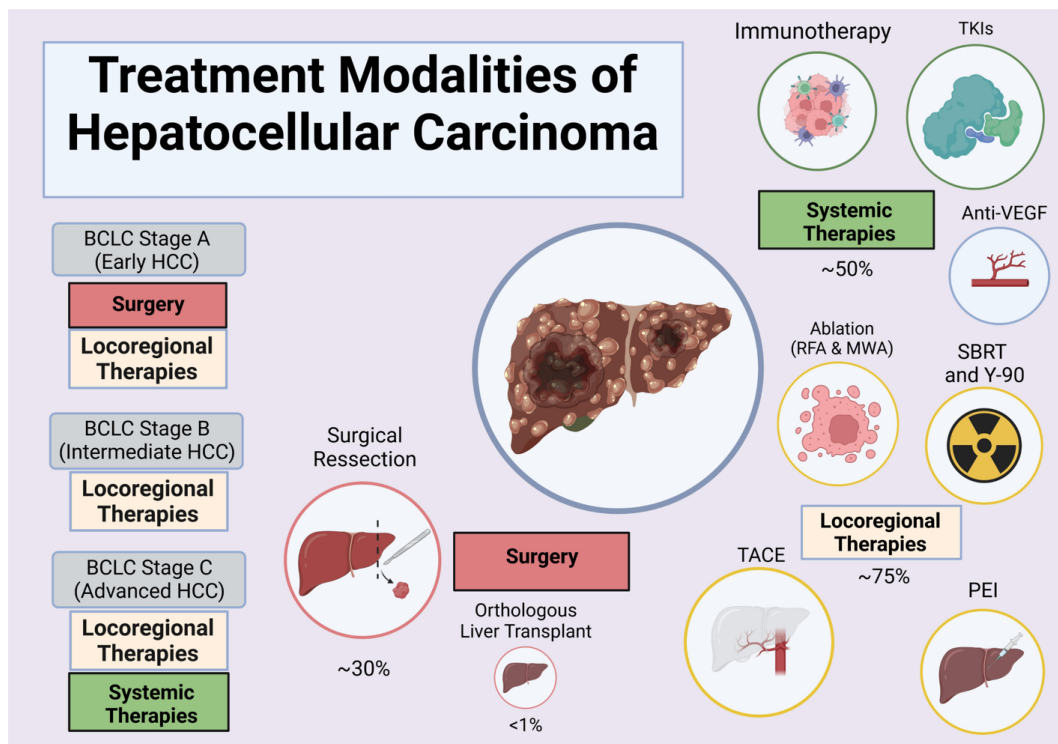 Treatment Modalities of
Hepatocellular Carcinoma
BCLC Stage A
(Early HCC)
Surgery
Locoregional
Therapies
BCLC Stage B
(Intermediate HCC)
Locoregional
Therapies
BCLC Stage C
(Advanced HCC)
Locoregional
Therapies
Systemic
Therapies
Surgical
Ressection
~30%
Surgery
Orthologous
Liver Transplant
<1%
Immunotherapy
TKIs
Systemic
Therapies
~50%
Anti-VEGF
Ablation
(RFA & MWA)
SBRT
and Y-90
Locoregional
Therapies
~75%
TACE
PEI